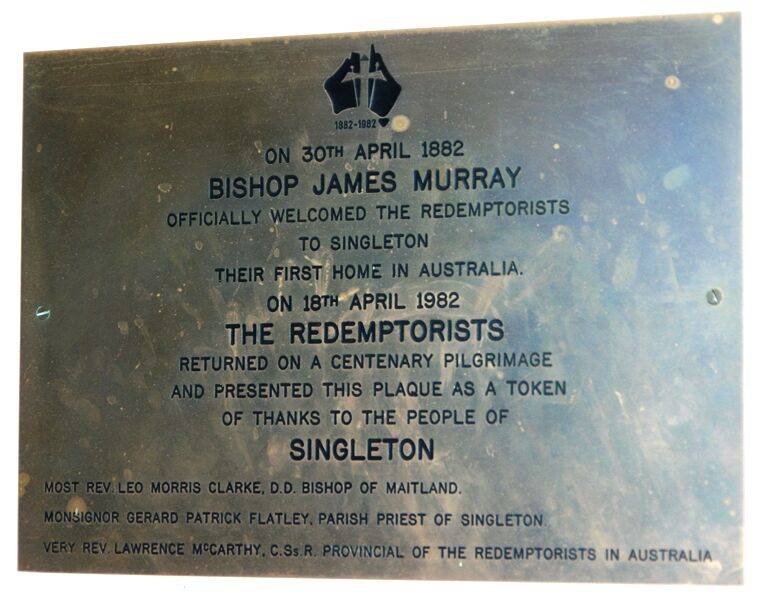 1882-1982
ON 30TH APRIL 1882
BISHOP JAMES MURRAY
OFFICIALLY WELCOMED THE REDEMPTORISTS
TO SINGLETON
THEIR FIRST HOME IN AUSTRALIA.
ON 18TH APRIL 1982
THE REDEMPTORISTS
RETURNED ON A CENTENARY PILGRIMAGE
AND PRESENTED THIS PLAQUE AS A TOKEN
OF THANKS TO THE PEOPLE OF
SINGLETON
MOST REV. LEO MORRIS CLARKE, D.D. BISHOP OF MAITLAND.
MONSIGNOR GERARD PATRICK FLATLEY, PARISH PRIEST OF SINGLETON.
VERY REV. LAWRENCE McCARTHY, C.Ss.R. PROVINCIAL OF THE REDEMPTORISTS IN AUSTRALIA